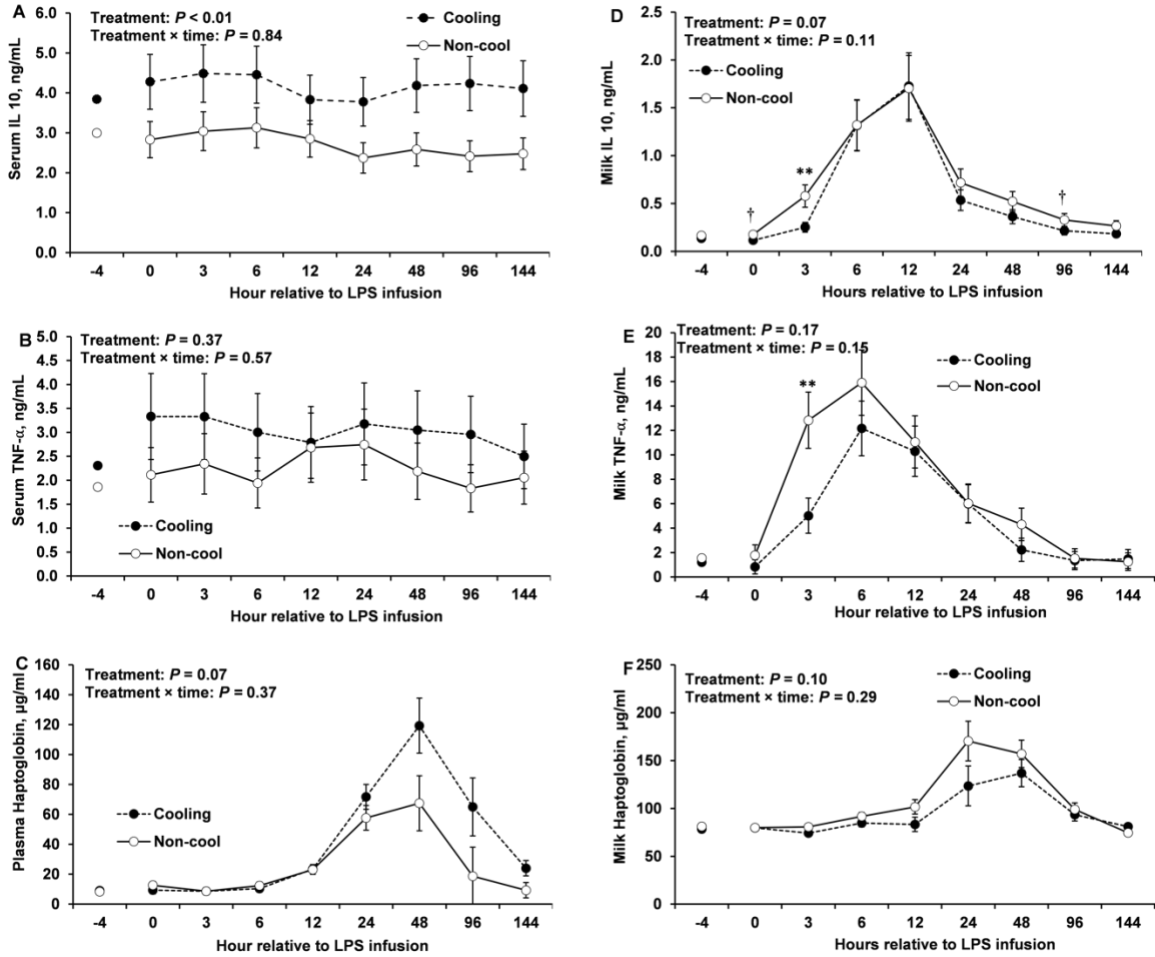 A
Treatment: P < 0.01
Treatment × time: P = 0.84
Cooling
Non-cool
Serum IL 10, ng/mL
6.0
5.0
4.0
3.0
2.0
1.0
0.0
-4 0 3 6 12 24 48 96 144
Hour relative to LPS infusion
B
Treatment: P = 0.37
Treatment × time: P = 0.57
Serum TNF-α, ng/mL
5.0
4.5
4.0
3.5
3.0
2.5
2.0
1.5
1.0
0.5
0.0
Cooling
Non-cool
-4 0 3 6 12 24 48 96 144
Hour relative to LPS infusion
C
Treatment: P = 0.07
Treatment × time: P = 0.37
Plasma Haptoglobin, µg/ml
160
140
120
100
80
60
40
20
0
Cooling
Non-cool
-4 0 3 6 12 24 48 96 144
Hour relative to LPS infusion
D
Treatment: P = 0.07
Treatment × time: P = 0.11
Cooling
Non-cool
Milk IL 10, ng/mL
2.5
2.0
1.5
1.0
0.5
0.0
†
**
†
-4 0 3 6 12 24 48 96 144
Hours relative to LPS infusion
E
Treatment: P = 0.17
Treatment × time: P = 0.15
Cooling
Non-cool
Milk TNF-α, ng/mL
20
18
16
14
12
10
8
6
4
2
0
**
-4 0 3 6 12 24 48 96 144
Hour relative to LPS infusion
F
Treatment: P = 0.10
Treatment × time: P = 0.29
Cooling
Non-cool
Milk Haptoglobin, µg/ml
250
200
150
100
50
0
-4 0 3 6 12 24 48 96 144
Hours relative to LPS infusion